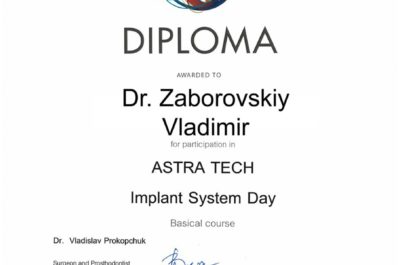 DIPLOMA
AWARDED TO
Dr. Zaborovskiy
Vladimir
for participation in
ASTRA TECH
Implant System Day
Basical course
Dr. Vladislav Prokopchuk
Surgeon and Prosthodontist